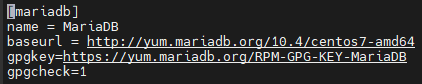 [mariadb]
name = MariaDB
baseurl = http://yum.mariadb.org/10.4/centos7-amd64
gpgkey=https://yum.mariadb.org/RPM-GPG-KEY-MariaDB
gpgcheck=1